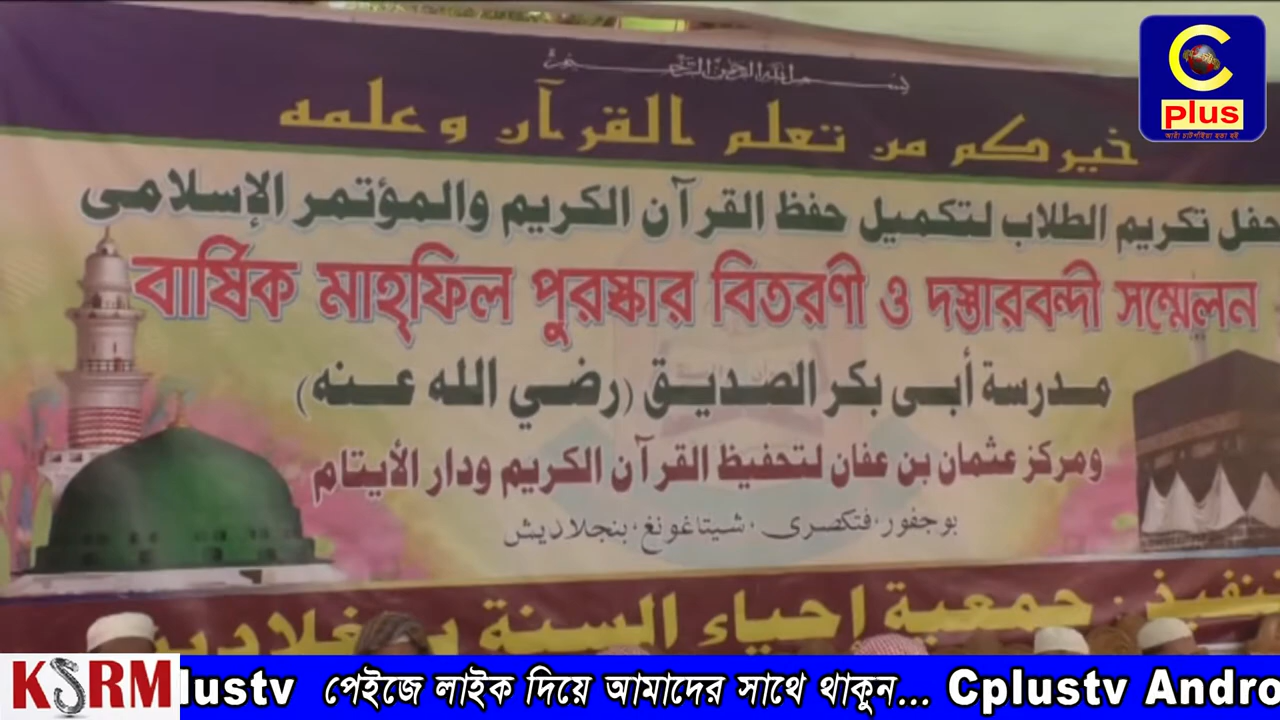 بسم الله الرحمن الرحيم
خيركم من تعلم القرآن وعلمه
حفل تكريم الطلاب لتكميل حفظ القرآن الكريم والمؤتمر الإسلامى
বার্ষিক মাহ্ফিল পুরস্কার বিতরণী ও দস্তারবন্দী সম্মেলন
مدرسة أبى بكر الصديق (رضي الله عنه)
ومركز عثمان بن عفان لتحفيظ القرآن الكريم ودار الأيتام
بوجفور، فتكصرى، شيتاغونغ، بنجلاديش
جمعية إحياء السنة
C
plus
KSRM
lustv পেইজে লাইক দিয়ে আমাদের সাথে থাকুন... Cplustv Andro